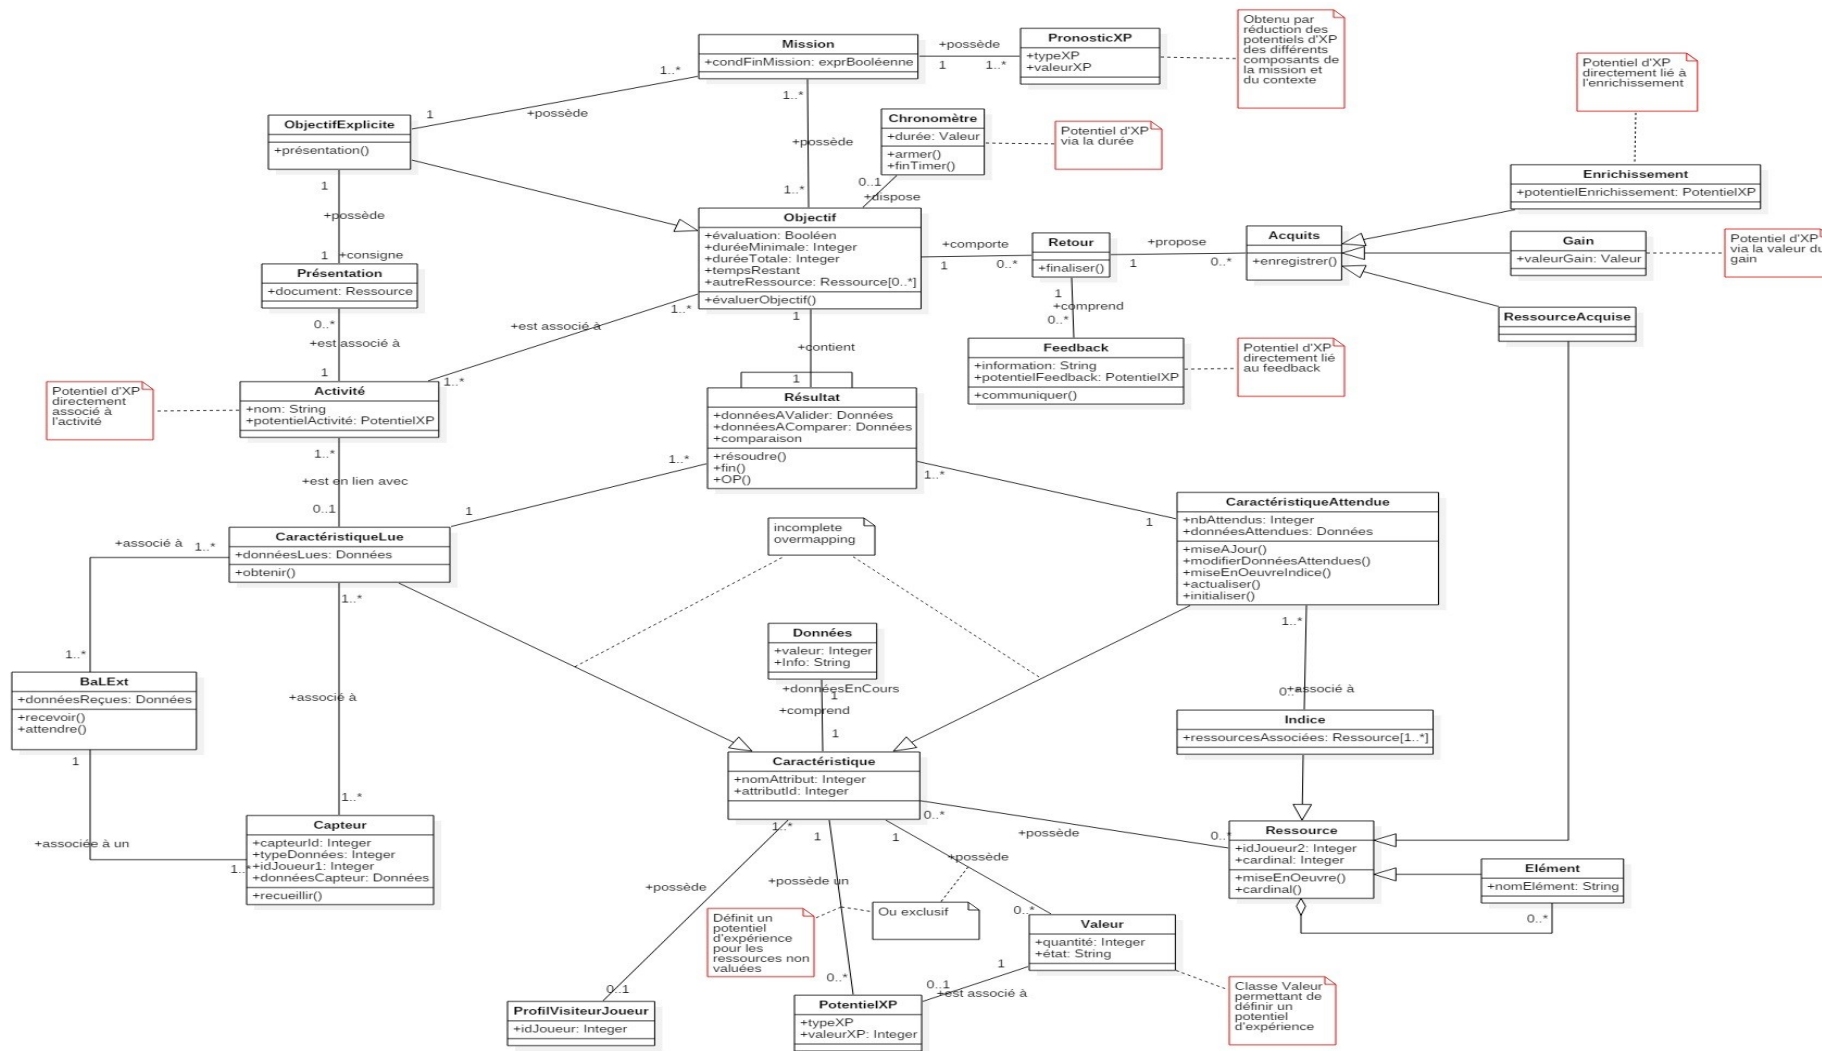 Mission
+condFinMission: exprBooléenne
+possède
1
1..*
PronosticXP
+typeXP
+valeurXP
Obtenu par
réduction des
potentiels d'XP
des différents
composants de
la mission et
du contexte
Potentiel d'XP
directement lié à
l'enrichissement
1..*
1
+possède
1..*
+possède
1..*
ObjectifExplicite
+présentation()
Chronomètre
+durée: Valeur
+armer()
+finTimer()
0..1
+dispose
Potentiel d'XP
via la durée
Enrichissement
+potentielEnrichissement: PotentielXP
1
+possède
1
+consigne
Objectif
+évaluation: Booléen
+duréeMinimale: Integer
+duréeTotale: Integer
+tempsRestant
+autreRessource: Ressource[0..*]
+évaluerObjectif()
+comporte
1
0..*
Retour
+finaliser()
+propose
1
0..*
Acquits
+enregistrer()
Gain
+valeurGain: Valeur
Potentiel d'XP
via la valeur du
gain
Présentation
+document: Ressource
0..*
+est associé à
1
1..*
+est associé à
1..*
1
+contient
1
1
+comprend
0..*
RessourceAcquise
Feedback
+information: String
+potentielFeedback: PotentielXP
+communiquer()
Potentiel d'XP
directement lié
au feedback
Potentiel d'XP
directement
associé à
l'activité
Activité
+nom: String
+potentielActivité: PotentielXP
Résultat
+donnéesAValider: Données
+donnéesAComparer: Données
+comparaison
+résoudre()
+fin()
+OP()
1..*
+est en lien avec
0..1
1..*
1
1..*
1
CaractéristiqueAttendue
+nbAttendus: Integer
+donnéesAttendues: Données
+miseAJour()
+modifierDonnéesAttendues()
+miseEnOeuvreIndice()
+actualiser()
+initialiser()
CaractéristiqueLue
+donnéesLues: Données
+obtenir()
incomplete
overmapping
+associé à
1..*
1..*
1..*
+associé à
1..*
Données
+valeur: Integer
+Info: String
+donnéesEnCours
1
+comprend
1
1..*
0..*
+associé à
BaLExt
+donnéesReçues: Données
+recevoir()
+attendre()
1
+associée à un
1..*
Indice
+ressourcesAssociées: Ressource[1..*]
Caractéristique
+nomAttribut: Integer
+attributId: Integer
Capteur
+capteurId: Integer
+typeDonnées: Integer
+idJoueur1: Integer
+donnéesCapteur: Données
+recueillir()
0..*
+possède
0..*
Ressource
+idJoueur2: Integer
+cardinal: Integer
+miseEnOeuvre()
+cardinal()
Elément
+nomElément: String
0..*
1..*
+possède
0..1
1
+possède un
0..*
1
+possède
0..*
Définit un
potentiel
d'expérience
pour les
ressources non
valuées
Ou exclusif
Valeur
+quantité: Integer
+état: String
1
0..1
+est associé à
Classe Valeur
permettant de
définir un
potentiel
d'expérience
ProfilVisiteurJoueur
+idJoueur: Integer
PotentielXP
+typeXP
+valeurXP: Integer